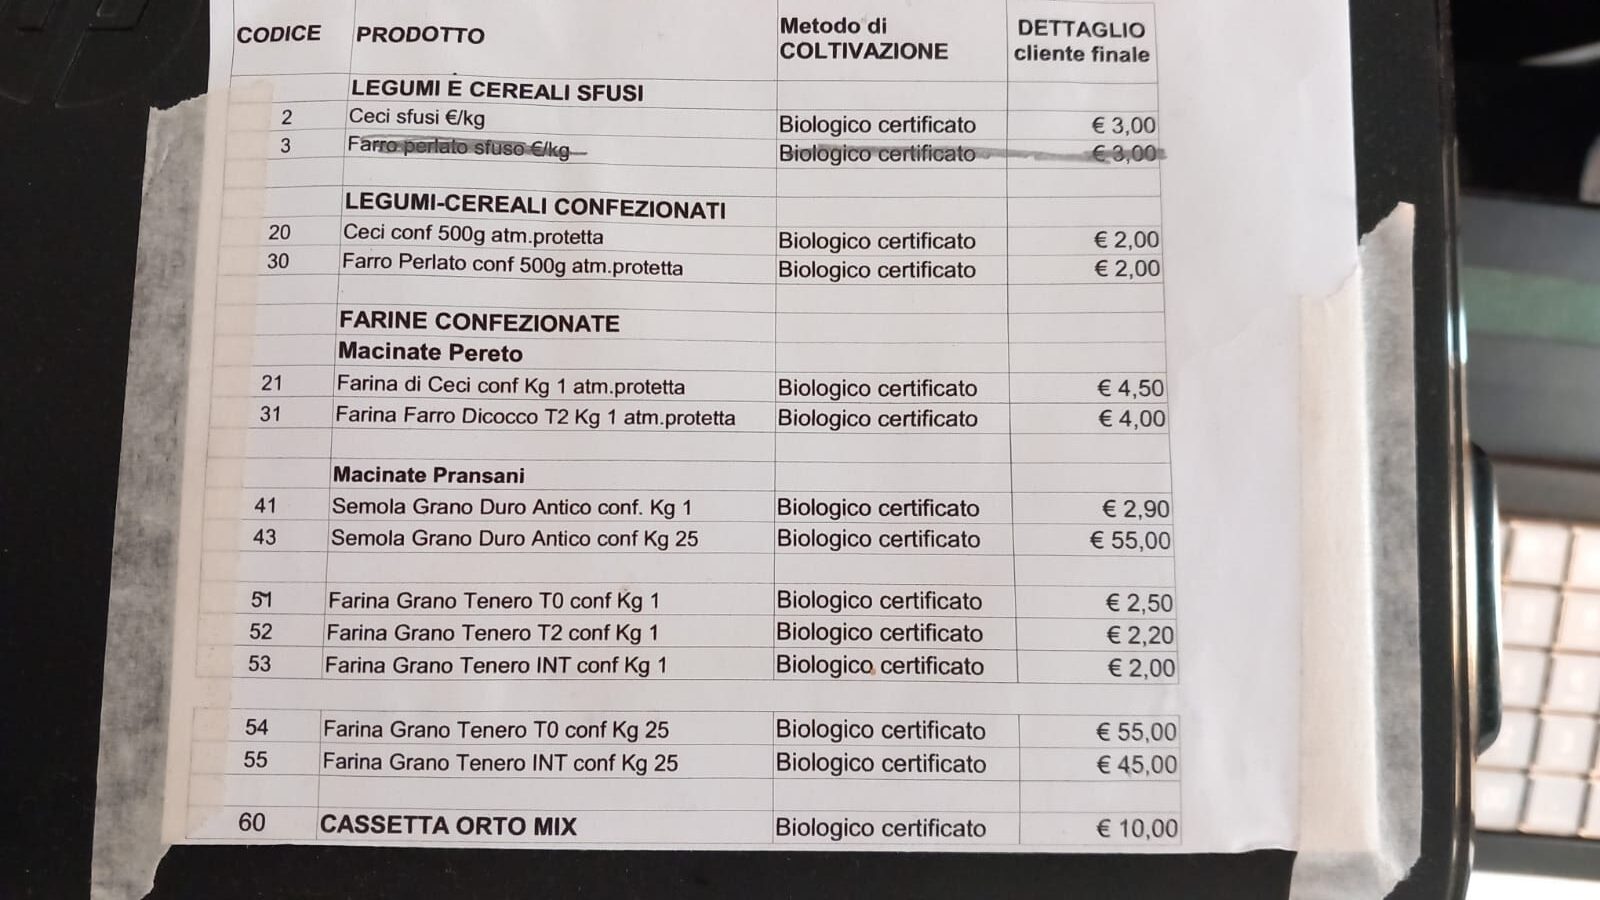 CODICE PRODOTTO Metodo di COLTIVAZIONE DETTAGLIO cliente finale
LEGUMI E CEREALI SFUSI
2 Ceci sfusi €/kg Biologico certificato € 3,00
3 Farro perlato sfuso €/kg Biologico certificato € 3,00
LEGUMI-CEREALI CONFEZIONATI
20 Ceci conf 500g atm.protetta Biologico certificato € 2,00
30 Farro Perlato conf 500g atm.protetta Biologico certificato € 2,00
FARINE CONFEZIONATE
Macinate Pereto
21 Farina di Ceci conf Kg 1 atm.protetta Biologico certificato € 4,50
31 Farina Farro Dicocco T2 Kg 1 atm.protetta Biologico certificato € 4,00
Macinate Pransani
41 Semola Grano Duro Antico conf. Kg 1 Biologico certificato € 2,90
43 Semola Grano Duro Antico conf Kg 25 Biologico certificato € 55,00
51 Farina Grano Tenero T0 conf Kg 1 Biologico certificato € 2,50
52 Farina Grano Tenero T2 conf Kg 1 Biologico certificato € 2,20
53 Farina Grano Tenero INT conf Kg 1 Biologico certificato € 2,00
54 Farina Grano Tenero T0 conf Kg 25 Biologico certificato € 55,00
55 Farina Grano Tenero INT conf Kg 25 Biologico certificato € 45,00
60 CASSETTA ORTO MIX Biologico certificato € 10,00